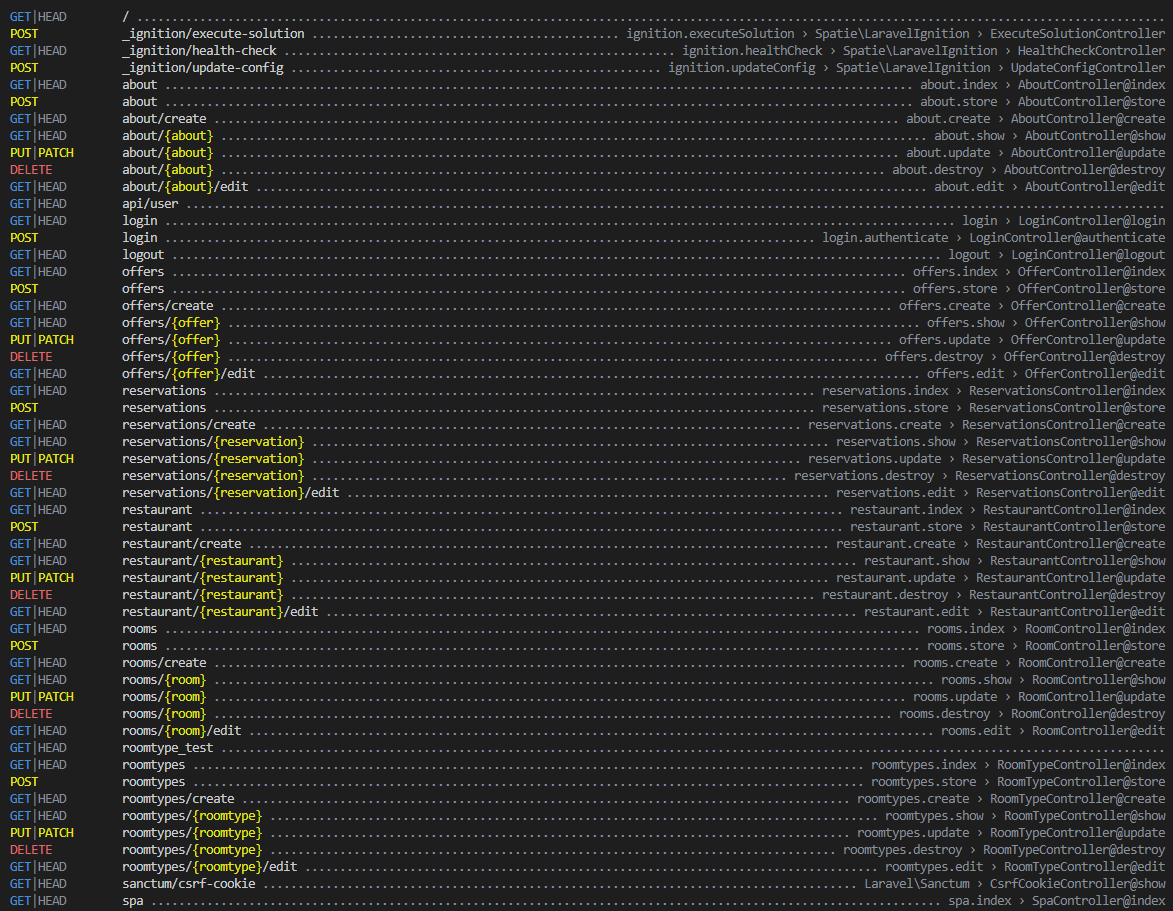 GET|HEAD / ................................................................................
POST _ignition/execute-solution ............................................ ignition.executeSolution › Spatie\LaravelIgnition › ExecuteSolutionController
GET|HEAD _ignition/health-check ........................................................ ignition.healthCheck › Spatie\LaravelIgnition › HealthCheckController
POST _ignition/update-config ..................................................... ignition.updateConfig › Spatie\LaravelIgnition › UpdateConfigController
GET|HEAD about ........................................ about.index › AboutController@index
POST about ........................................ about.store › AboutController@store
GET|HEAD about/create ........................................ about.create › AboutController@create
GET|HEAD about/{about} ........................................ about.show › AboutController@show
PUT|PATCH about/{about} ........................................ about.update › AboutController@update
DELETE about/{about} ........................................ about.destroy › AboutController@destroy
GET|HEAD about/{about}/edit ........................................ about.edit › AboutController@edit
GET|HEAD api/user ................................................................................
GET|HEAD login ........................................ login › LoginController@login
POST login ........................................ login.authenticate › LoginController@authenticate
GET|HEAD logout ........................................ logout › LoginController@logout
GET|HEAD offers ........................................ offers.index › OfferController@index
POST offers ........................................ offers.store › OfferController@store
GET|HEAD offers/create ........................................ offers.create › OfferController@create
GET|HEAD offers/{offer} ........................................ offers.show › OfferController@show
PUT|PATCH offers/{offer} ........................................ offers.update › OfferController@update
DELETE offers/{offer} ........................................ offers.destroy › OfferController@destroy
GET|HEAD offers/{offer}/edit ........................................ offers.edit › OfferController@edit
GET|HEAD reservations ........................................ reservations.index › ReservationsController@index
POST reservations ........................................ reservations.store › ReservationsController@store
GET|HEAD reservations/create ........................................ reservations.create › ReservationsController@create
GET|HEAD reservations/{reservation} ........................................ reservations.show › ReservationsController@show
PUT|PATCH reservations/{reservation} ........................................ reservations.update › ReservationsController@update
DELETE reservations/{reservation} ........................................ reservations.destroy › ReservationsController@destroy
GET|HEAD reservations/{reservation}/edit ........................................ reservations.edit › ReservationsController@edit
GET|HEAD restaurant ........................................ restaurant.index › RestaurantController@index
POST restaurant ........................................ restaurant.store › RestaurantController@store
GET|HEAD restaurant/create ........................................ restaurant.create › RestaurantController@create
GET|HEAD restaurant/{restaurant} ........................................ restaurant.show › RestaurantController@show
PUT|PATCH restaurant/{restaurant} ........................................ restaurant.update › RestaurantController@update
DELETE restaurant/{restaurant} ........................................ restaurant.destroy › RestaurantController@destroy
GET|HEAD restaurant/{restaurant}/edit ........................................ restaurant.edit › RestaurantController@edit
GET|HEAD rooms ........................................ rooms.index › RoomController@index
POST rooms ........................................ rooms.store › RoomController@store
GET|HEAD rooms/create ........................................ rooms.create › RoomController@create
GET|HEAD rooms/{room} ........................................ rooms.show › RoomController@show
PUT|PATCH rooms/{room} ........................................ rooms.update › RoomController@update
DELETE rooms/{room} ........................................ rooms.destroy › RoomController@destroy
GET|HEAD rooms/{room}/edit ........................................ rooms.edit › RoomController@edit
GET|HEAD roomtype_test ................................................................................
GET|HEAD roomtypes ........................................ roomtypes.index › RoomTypeController@index
POST roomtypes ........................................ roomtypes.store › RoomTypeController@store
GET|HEAD roomtypes/create ........................................ roomtypes.create › RoomTypeController@create
GET|HEAD roomtypes/{roomtype} ........................................ roomtypes.show › RoomTypeController@show
PUT|PATCH roomtypes/{roomtype} ........................................ roomtypes.update › RoomTypeController@update
DELETE roomtypes/{roomtype} ........................................ roomtypes.destroy › RoomTypeController@destroy
GET|HEAD roomtypes/{roomtype}/edit ........................................ roomtypes.edit › RoomTypeController@edit
GET|HEAD sanctum/csrf-cookie ........................................ Laravel\Sanctum › CsrfCookieController@show
GET|HEAD spa ........................................ spa.index › SpaController@index